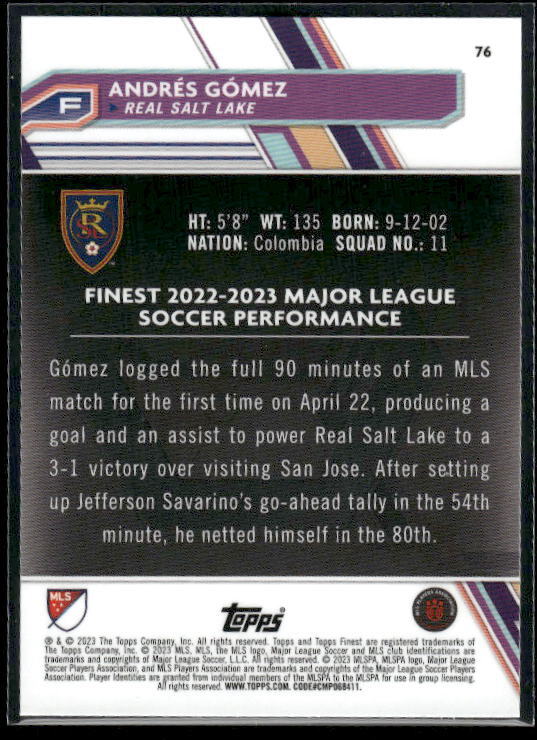 76
ANDRÉS GÓMEZ
F
REAL SALT LAKE
RSL
HT: 5'8" WT: 135 BORN: 9-12-02
NATION: Colombia SQUAD NO.: 11
FINEST 2022-2023 MAJOR LEAGUE
SOCCER PERFORMANCE
Gómez logged the full 90 minutes of an MLS
match for the first time on April 22, producing a
goal and an assist to power Real Salt Lake to a
3-1 victory over visiting San Jose. After setting
up Jefferson Savarino's go-ahead tally in the 54th
minute, he netted himself in the 80th.
MLS
Topps
® & © 2023 The Topps Company, Inc. All rights reserved. Topps and Topps Finest are registered trademarks of
The Topps Company, Inc. © 2023 MLS, MLS, the MLS logo, Major League Soccer and MLS club identifications are
trademarks and copyrights of Major League Soccer, L.L.C. All rights reserved. © 2023 MLSPA, MLSPA logo, Major League
Soccer Players Association, and MLS Players Association are trademarks and copyrights of the Major League Soccer Players
Association. Player Identities are granted from individual members of the MLSPA to the MLSPA for use in group licensing.
All rights reserved. WWW.TOPPS.COM. CODE#CMP068411.